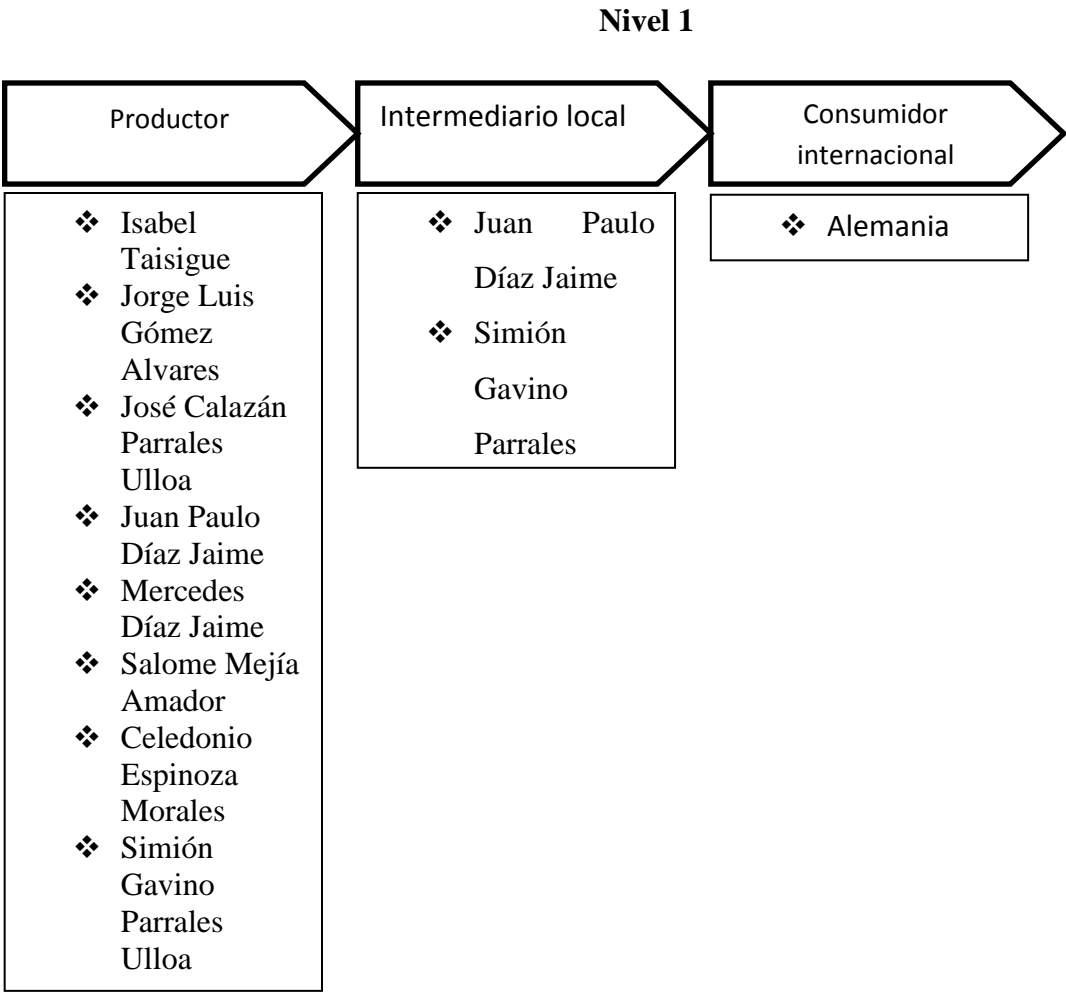 Nivel 1
Productor
Intermediario local
Consumidor
internacional
❖ Isabel
Taisigue
❖ Jorge Luis
Gómez
Alvares
❖ José Calazán
Parrales
Ulloa
❖ Juan Paulo
Díaz Jaime
❖ Mercedes
Díaz Jaime
❖ Salome Mejía
Amador
❖ Celedonio
Espinoza
Morales
❖ Simión
Gavino
Parrales
Ulloa
❖ Juan Paulo
Díaz Jaime
❖ Simión
Gavino
Parrales
❖ Alemania